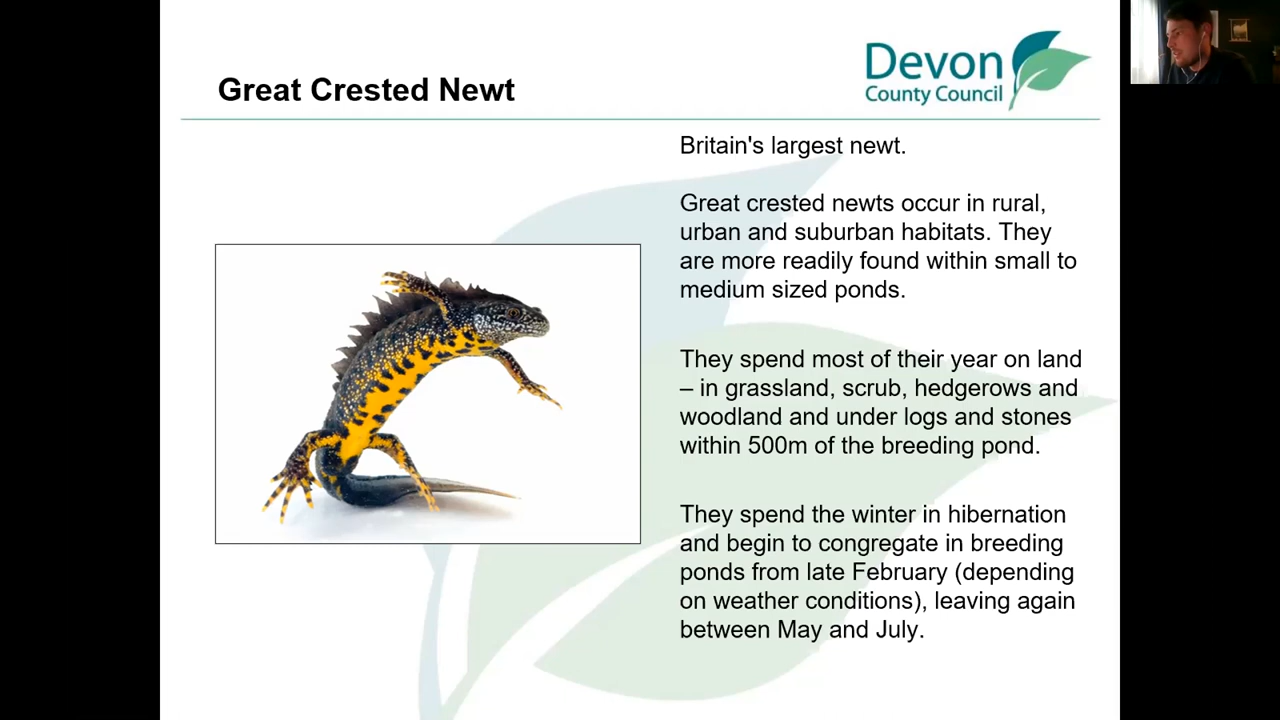 Great Crested Newt
Devon
County Council
Britain's largest newt.
Great crested newts occur in rural,
urban and suburban habitats. They
are more readily found within small to
medium sized ponds.
They spend most of their year on land
– in grassland, scrub, hedgerows and
woodland and under logs and stones
within 500m of the breeding pond.
They spend the winter in hibernation
and begin to congregate in breeding
ponds from late February (depending
on weather conditions), leaving again
between May and July.